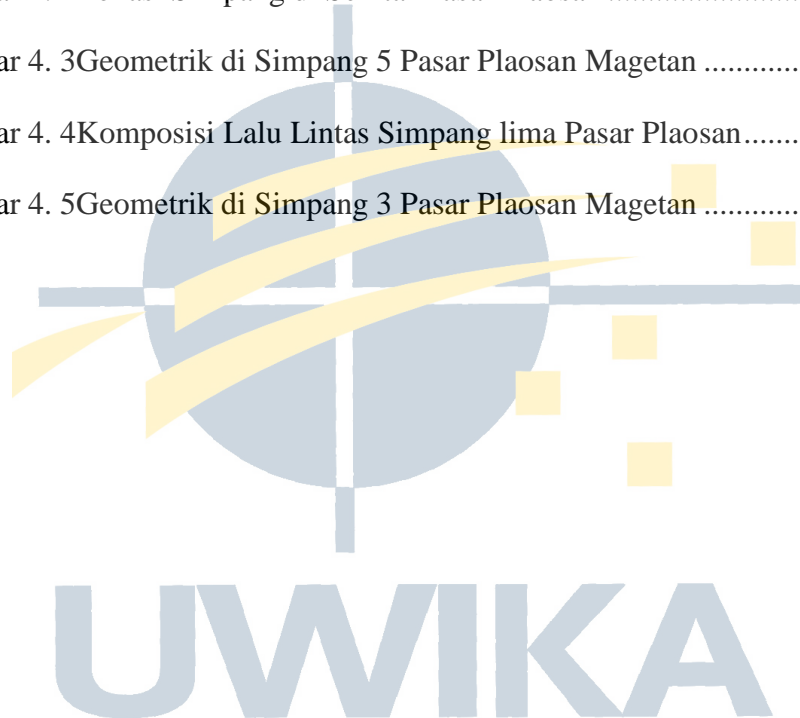 ar 4. 3Geometrik di Simpang 5 Pasar Plaosan Magetan .............
ar 4. 4Komposisi Lalu Lintas Simpang lima Pasar Plaosan.......
ar 4. 5Geometrik di Simpang 3 Pasar Plaosan Magetan .............
UWIKA